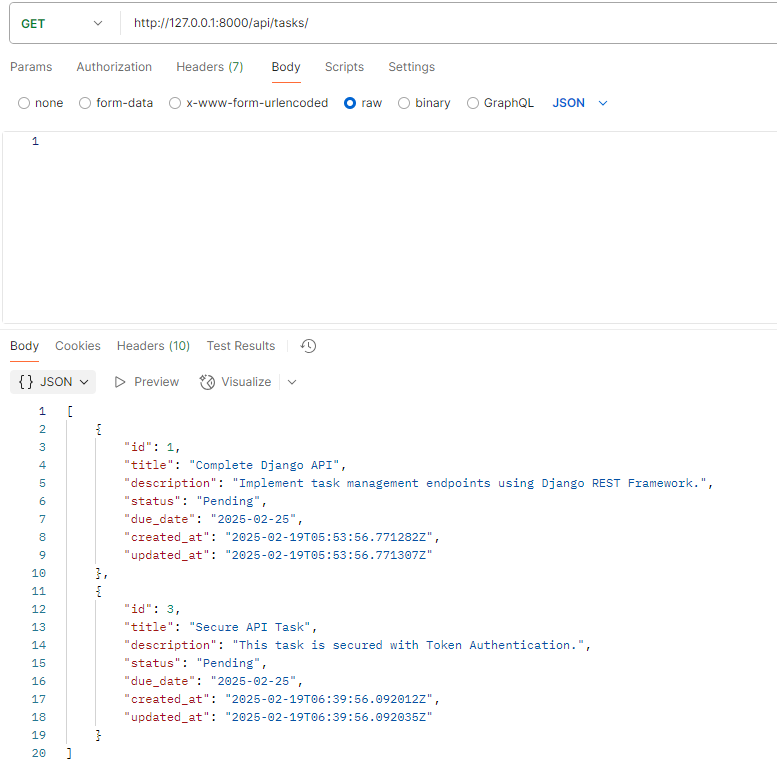 GET http://127.0.0.1:8000/api/tasks/
Params Authorization Headers (7) Body Scripts Settings
none form-data x-www-form-urlencoded raw binary GraphQL JSON
1
Body Cookies Headers (10) Test Results
{} JSON Preview Visualize
1 [
2 {
3 "id": 1,
4 "title": "Complete Django API",
5 "description": "Implement task management endpoints using Django REST Framework.",
6 "status": "Pending",
7 "due_date": "2025-02-25",
8 "created_at": "2025-02-19T05:53:56.771282Z",
9 "updated_at": "2025-02-19T05:53:56.771307Z"
10 },
11 {
12 "id": 3,
13 "title": "Secure API Task",
14 "description": "This task is secured with Token Authentication.",
15 "status": "Pending",
16 "due_date": "2025-02-25",
17 "created_at": "2025-02-19T06:39:56.092012Z",
18 "updated_at": "2025-02-19T06:39:56.092035Z"
19 }
20 ]